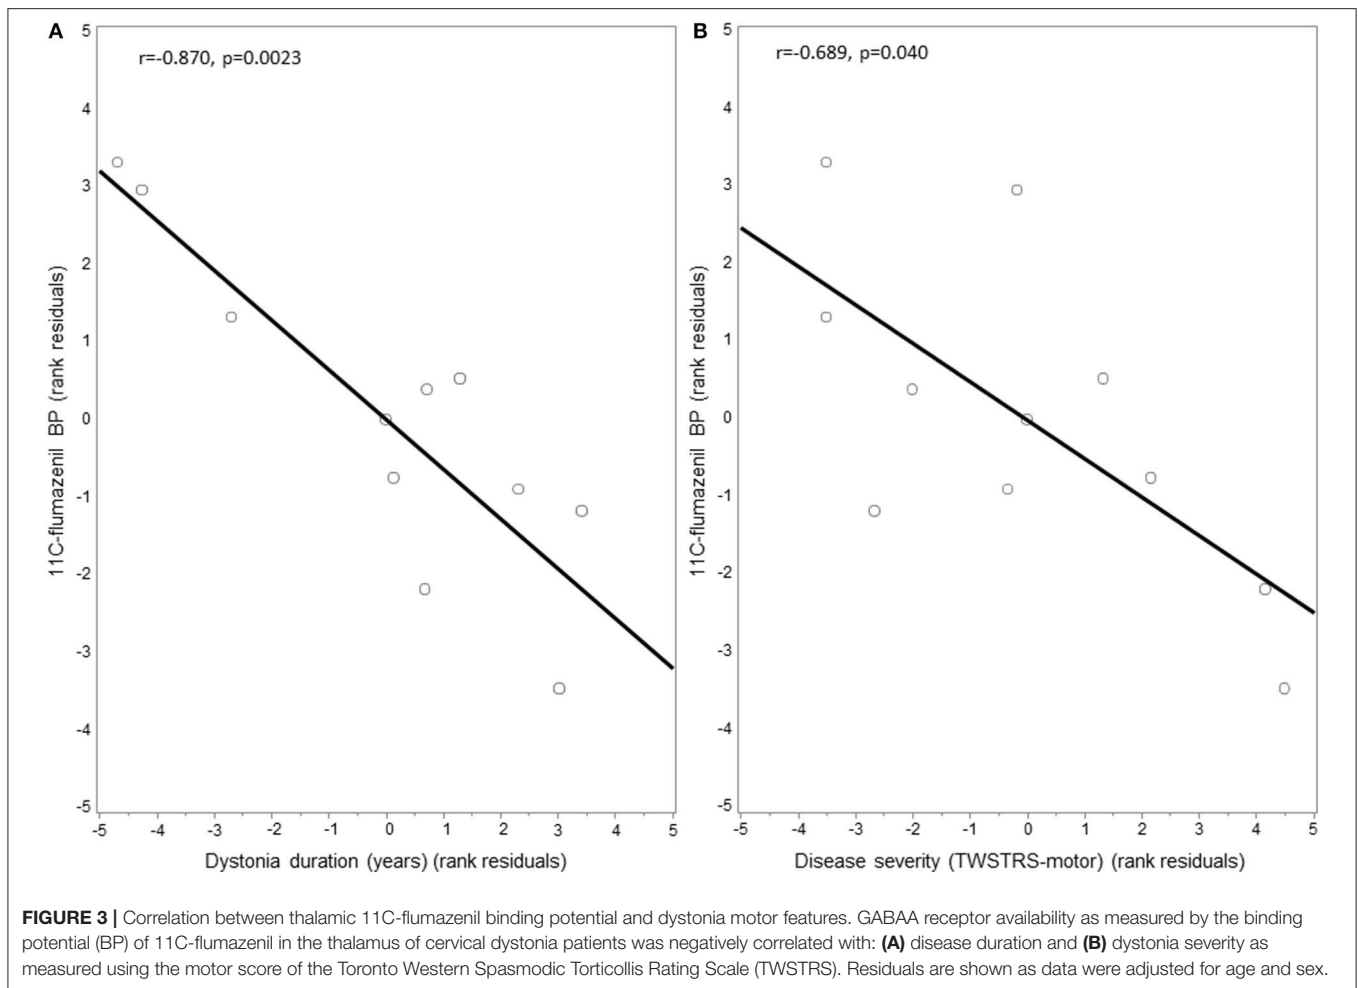 A
r=-0.870, p=0.0023
5
4
3
2
1
0
-1
-2
-3
-4
-5
11C-flumazenil BP (rank residuals)
-5 -4 -3 -2 -1 0 1 2 3 4 5
Dystonia duration (years) (rank residuals)
B
r=-0.689, p=0.040
5
4
3
2
1
0
-1
-2
-3
-4
-5
11C-flumazenil BP (rank residuals)
-5 -4 -3 -2 -1 0 1 2 3 4 5
Disease severity (TWSTRS-motor) (rank residuals)
FIGURE 3 | Correlation between thalamic 11C-flumazenil binding potential and dystonia motor features. GABAA receptor availability as measured by the binding
potential (BP) of 11C-flumazenil in the thalamus of cervical dystonia patients was negatively correlated with: (A) disease duration and (B) dystonia severity as
measured using the motor score of the Toronto Western Spasmodic Torticollis Rating Scale (TWSTRS). Residuals are shown as data were adjusted for age and sex.